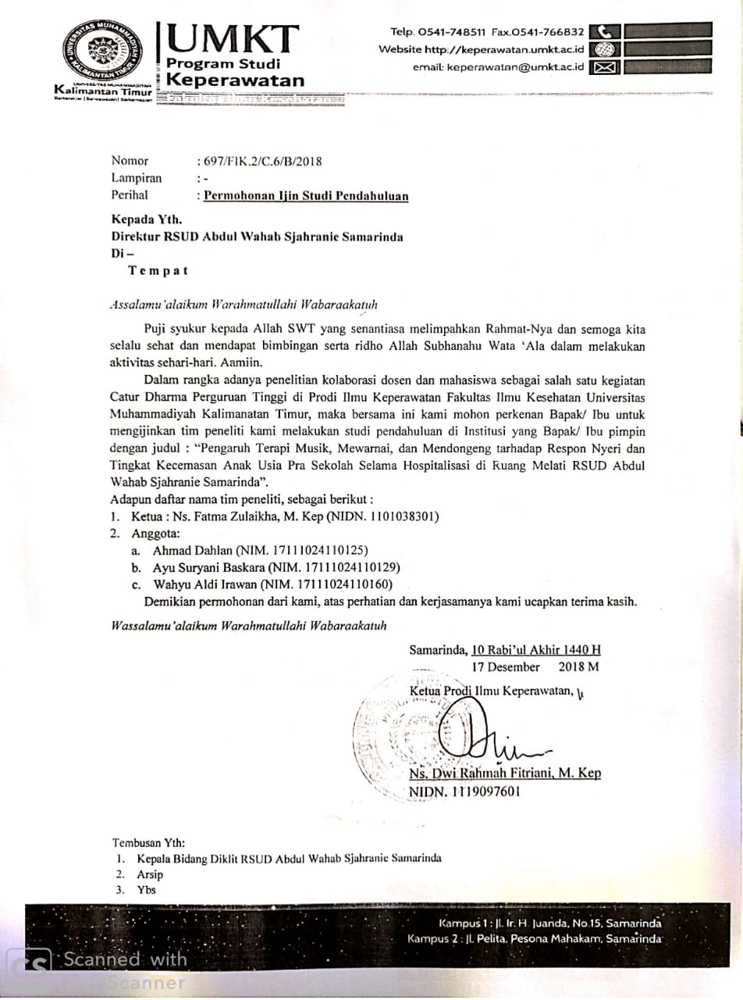 UNIVERSITAS MUHAMMADIYAH
KALIMANTAN TIMUR
UNIVERSITAS MUHAMMADIYAH
Kalimantan Timur
Berkarakter | Berwawasan | Berkemajuan
UMKT
Program Studi
Keperawatan
Telp. 0541-748511 Fax.0541-766832
Website http://keperawatan.umkt.ac.id
email: keperawatan@umkt.ac.id
Nomor : 697/FIK.2/C.6/B/2018
Lampiran : -
Perihal : Permohonan Ijin Studi Pendahuluan
Kepada Yth.
Direktur RSUD Abdul Wahab Sjahranie Samarinda
Di –
T e m p a t
Assalamu'alaikum Warahmatullahi Wabaraakatuh
Puji syukur kepada Allah SWT yang senantiasa melimpahkan Rahmat-Nya dan semoga kita
selalu sehat dan mendapat bimbingan serta ridho Allah Subhanahu Wata 'Ala dalam melakukan
aktivitas sehari-hari. Aamiin.
Dalam rangka adanya penelitian kolaborasi dosen dan mahasiswa sebagai salah satu kegiatan
Catur Dharma Perguruan Tinggi di Prodi Ilmu Keperawatan Fakultas Ilmu Kesehatan Universitas
Muhammadiyah Kalimanatan Timur, maka bersama ini kami mohon perkenan Bapak/ Ibu untuk
mengijinkan tim peneliti kami melakukan studi pendahuluan di Institusi yang Bapak/ Ibu pimpin
dengan judul : "Pengaruh Terapi Musik, Mewarnai, dan Mendongeng tarhadap Respon Nyeri dan
Tingkat Kecemasan Anak Usia Pra Sekolah Selama Hospitalisasi di Ruang Melati RSUD Abdul
Wahab Sjahranie Samarinda".
Adapun daftar nama tim peneliti, sebagai berikut :
1. Ketua : Ns. Fatma Zulaikha, M. Kep (NIDN. 1101038301)
2. Anggota:
a. Ahmad Dahlan (NIM. 17111024110125)
b. Ayu Suryani Baskara (NIM. 17111024110129)
c. Wahyu Aldi Irawan (NIM. 17111024110160)
Demikian permohonan dari kami, atas perhatian dan kerjasamanya kami ucapkan terima kasih.
Wassalamu'alaikum Warahmatullahi Wabaraakatuh
Samarinda, 10 Rabi'ul Akhir 1440 H
17 Desember 2018 M
Ketua Prodi Ilmu Keperawatan,
Ns. Dwi Rahmah Fitriani, M. Kep
NIDN. 1119097601
Tembusan Yth:
1. Kepala Bidang Diklit RSUD Abdul Wahab Sjahranie Samarinda
2. Arsip
3. Ybs
Kampus 1 : Jl. Ir. H. Juanda, No.15, Samarinda
Kampus 2 : Jl. Pelita, Pesona Mahakam, Samarinda
CS Scanned with
Scanner